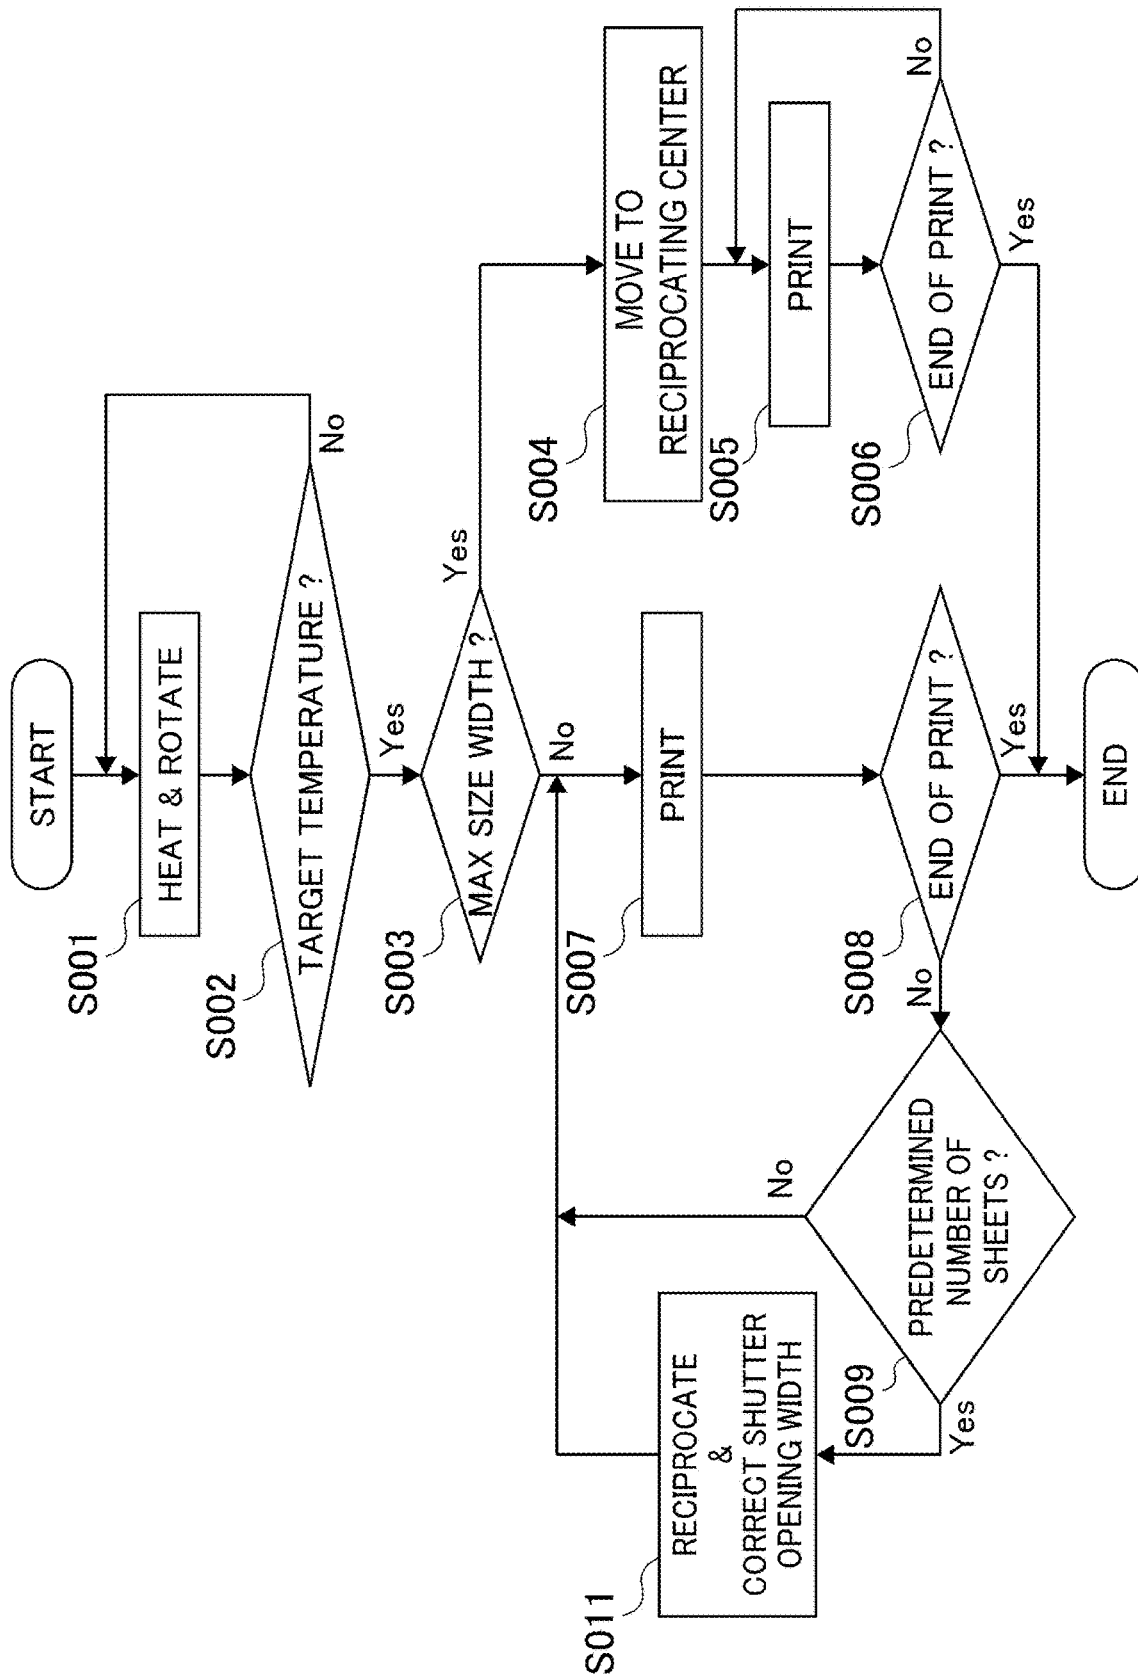 START
S001
HEAT & ROTATE
S002
TARGET TEMPERATURE ?
No
Yes
S003
MAX SIZE WIDTH ?
Yes
No
S004
MOVE TO
RECIPROCATING CENTER
S005
PRINT
S006
END OF PRINT ?
No
Yes
S007
PRINT
S008
END OF PRINT ?
No
Yes
S009
PREDETERMINED
NUMBER OF
SHEETS ?
No
Yes
S011
RECIPROCATE
&
CORRECT SHUTTER
OPENING WIDTH
END